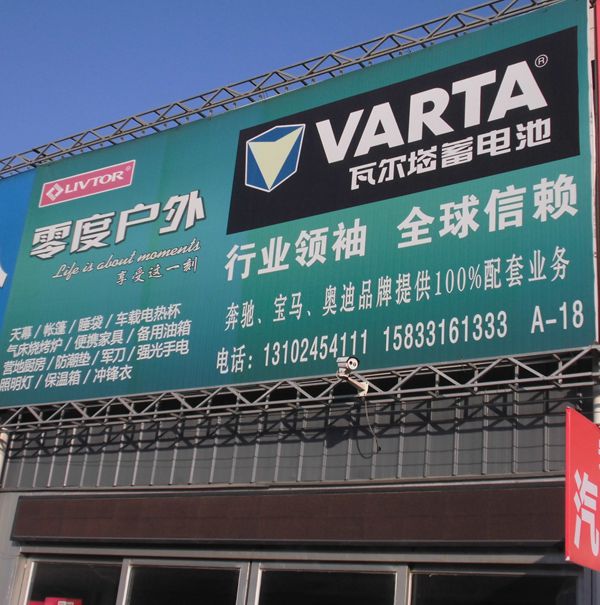 LIVTOR®
零度户外
Life is about moments
享受这一刻
天幕/帐篷/睡袋/车载电热杯
气床烧烤炉/便携家具/备用油箱
营地厨房/防潮垫/军刀/强光手电
照明灯/保温箱/冲锋衣
VARTA®
瓦尔塔蓄电池
行业领袖 全球信赖
奔驰、宝马、奥迪品牌提供100%配套业务
电话：13102454111 15833161333 A-18
汽